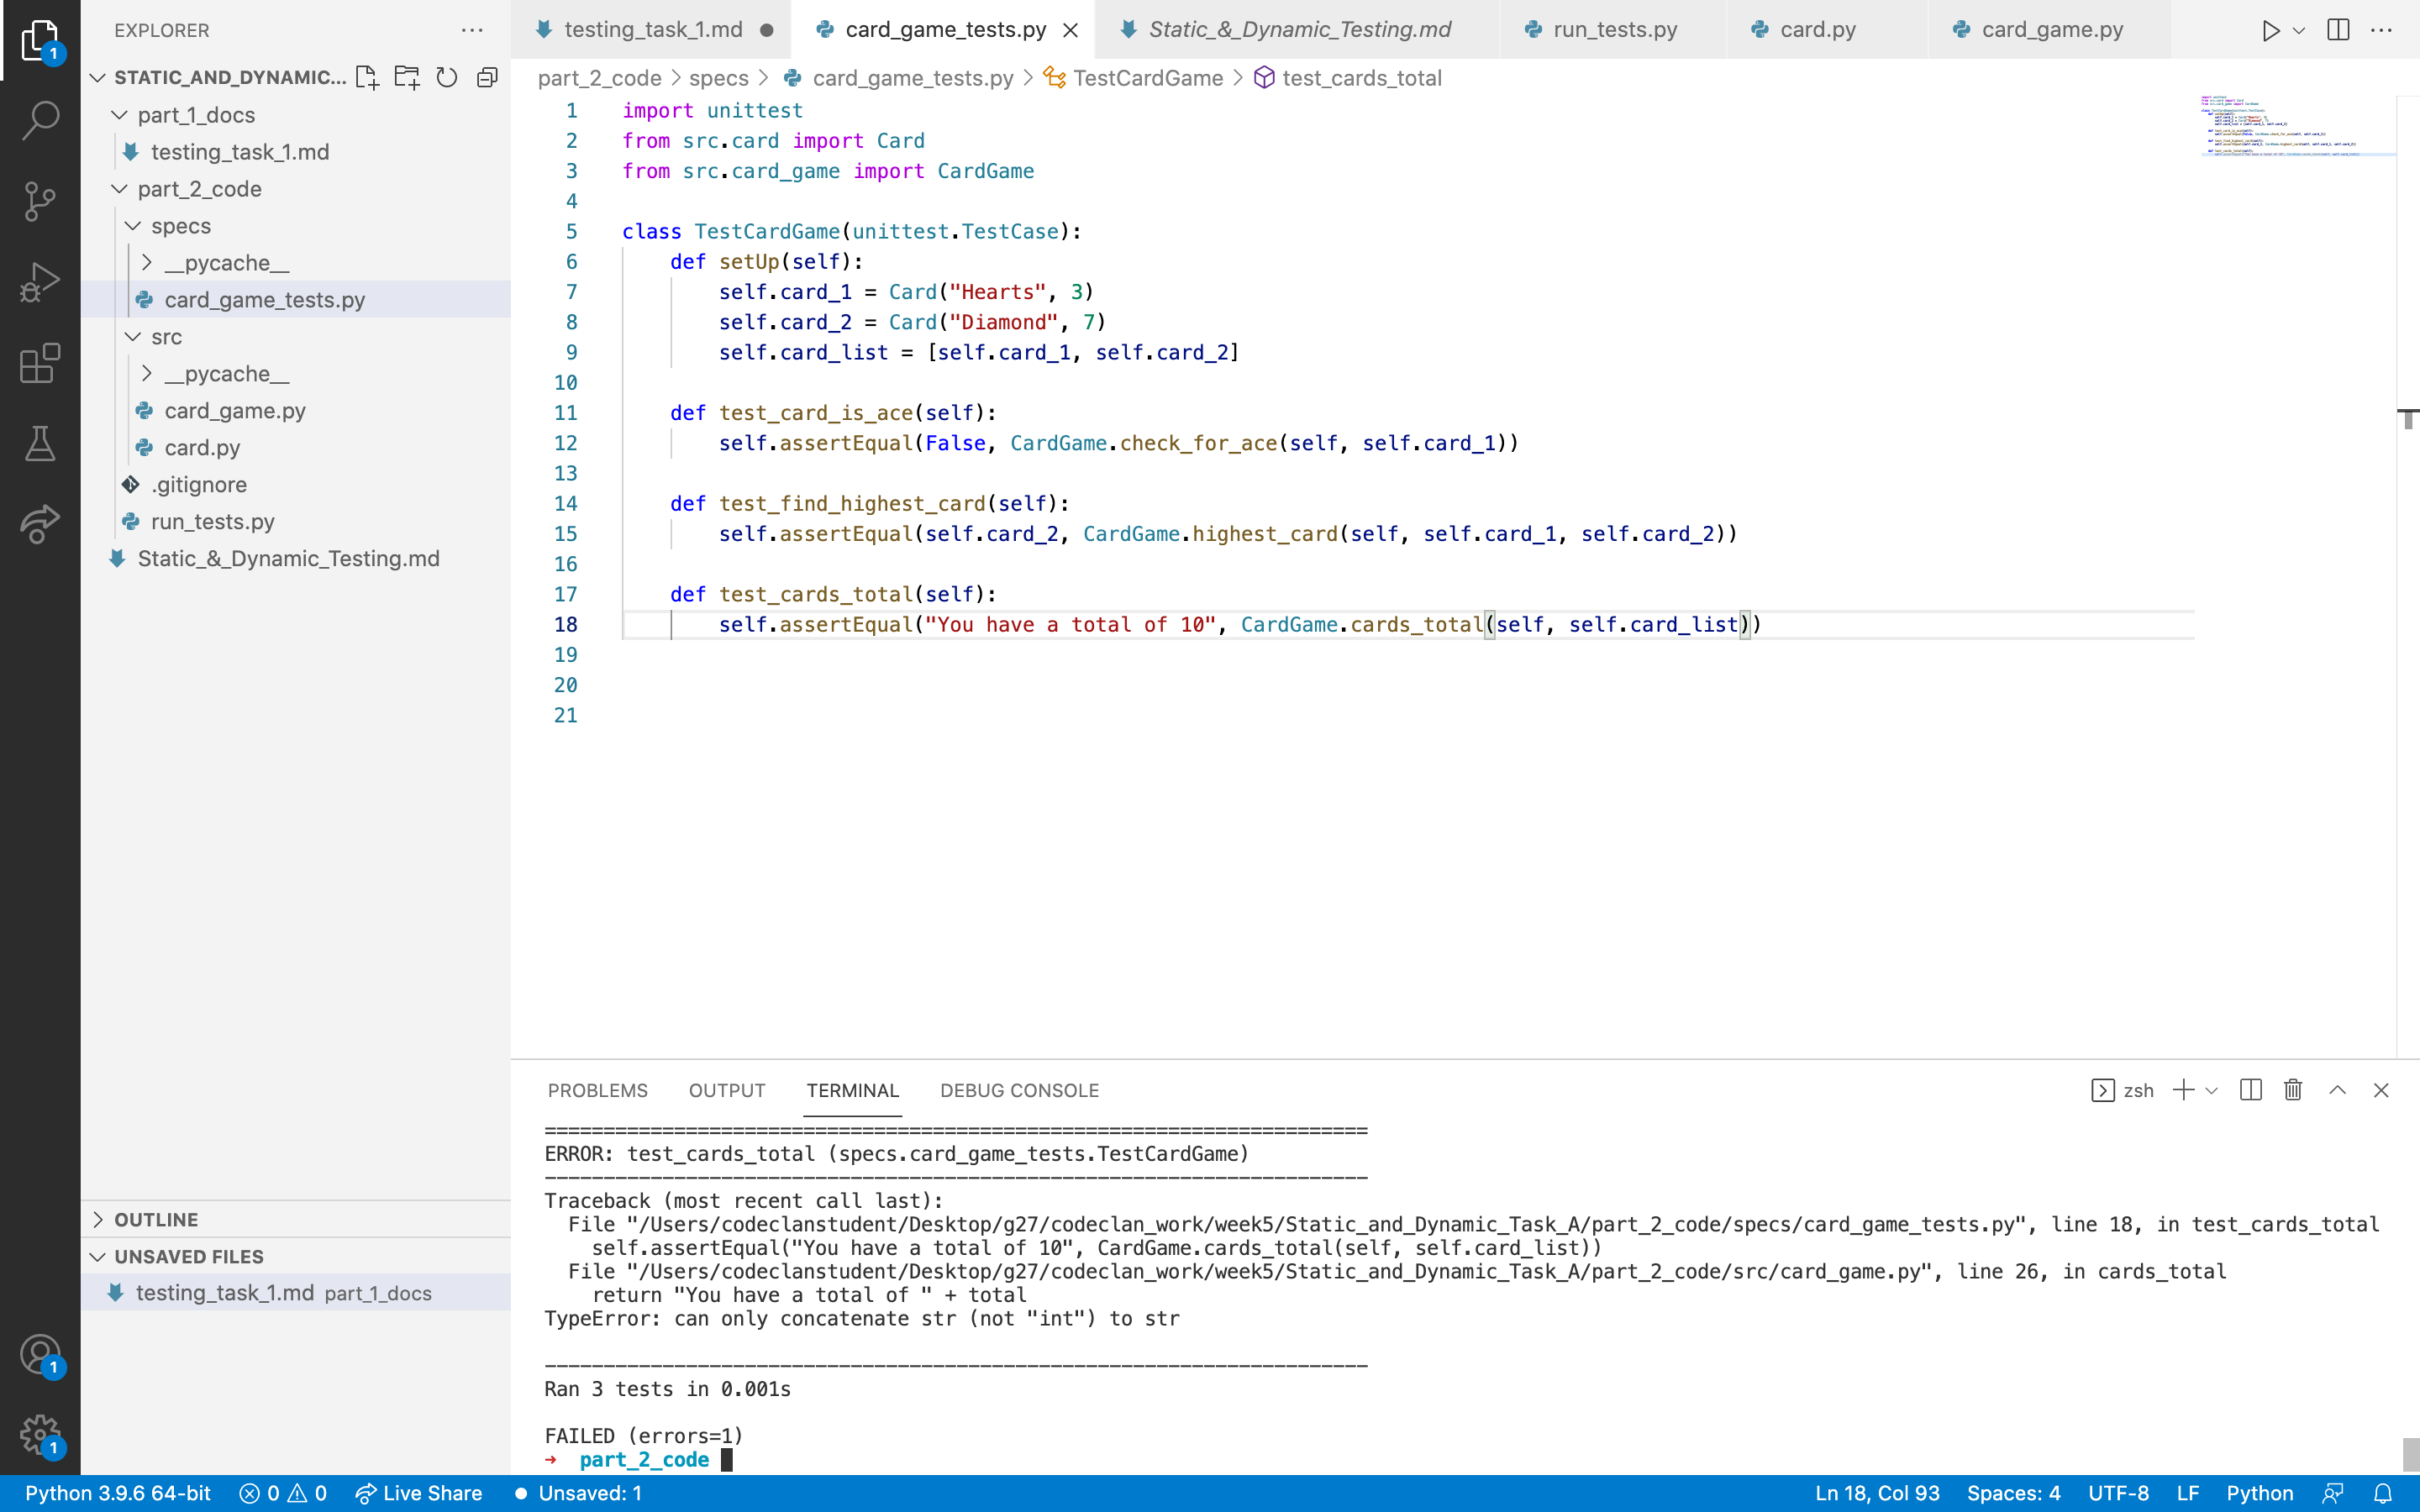 EXPLORER
STATIC_AND_DYNAMIC...
part_1_docs
testing_task_1.md
part_2_code
specs
__pycache__
card_game_tests.py
src
__pycache__
card_game.py
card.py
.gitignore
run_tests.py
Static_&_Dynamic_Testing.md
OUTLINE
UNSAVED FILES
testing_task_1.md part_1_docs
1
1
1
testing_task_1.md card_game_tests.py Static_&_Dynamic_Testing.md run_tests.py card.py card_game.py
part_2_code > specs > card_game_tests.py > TestCardGame > test_cards_total
1 import unittest
2 from src.card import Card
3 from src.card_game import CardGame
4
5 class TestCardGame(unittest.TestCase):
6 def setUp(self):
7 self.card_1 = Card("Hearts", 3)
8 self.card_2 = Card("Diamond", 7)
9 self.card_list = [self.card_1, self.card_2]
10
11 def test_card_is_ace(self):
12 self.assertEqual(False, CardGame.check_for_ace(self, self.card_1))
13
14 def test_find_highest_card(self):
15 self.assertEqual(self.card_2, CardGame.highest_card(self, self.card_1, self.card_2))
16
17 def test_cards_total(self):
18 self.assertEqual("You have a total of 10", CardGame.cards_total(self, self.card_list))
19
20
21
PROBLEMS OUTPUT TERMINAL DEBUG CONSOLE
zsh
======================================================================
ERROR: test_cards_total (specs.card_game_tests.TestCardGame)
----------------------------------------------------------------------
Traceback (most recent call last):
File "/Users/codeclanstudent/Desktop/g27/codeclan_work/week5/Static_and_Dynamic_Task_A/part_2_code/specs/card_game_tests.py", line 18, in test_cards_total
self.assertEqual("You have a total of 10", CardGame.cards_total(self, self.card_list))
File "/Users/codeclanstudent/Desktop/g27/codeclan_work/week5/Static_and_Dynamic_Task_A/part_2_code/src/card_game.py", line 26, in cards_total
return "You have a total of " + total
TypeError: can only concatenate str (not "int") to str
----------------------------------------------------------------------
Ran 3 tests in 0.001s
FAILED (errors=1)
→ part_2_code
Python 3.9.6 64-bit 0 0 Live Share Unsaved: 1 Ln 18, Col 93 Spaces: 4 UTF-8 LF Python